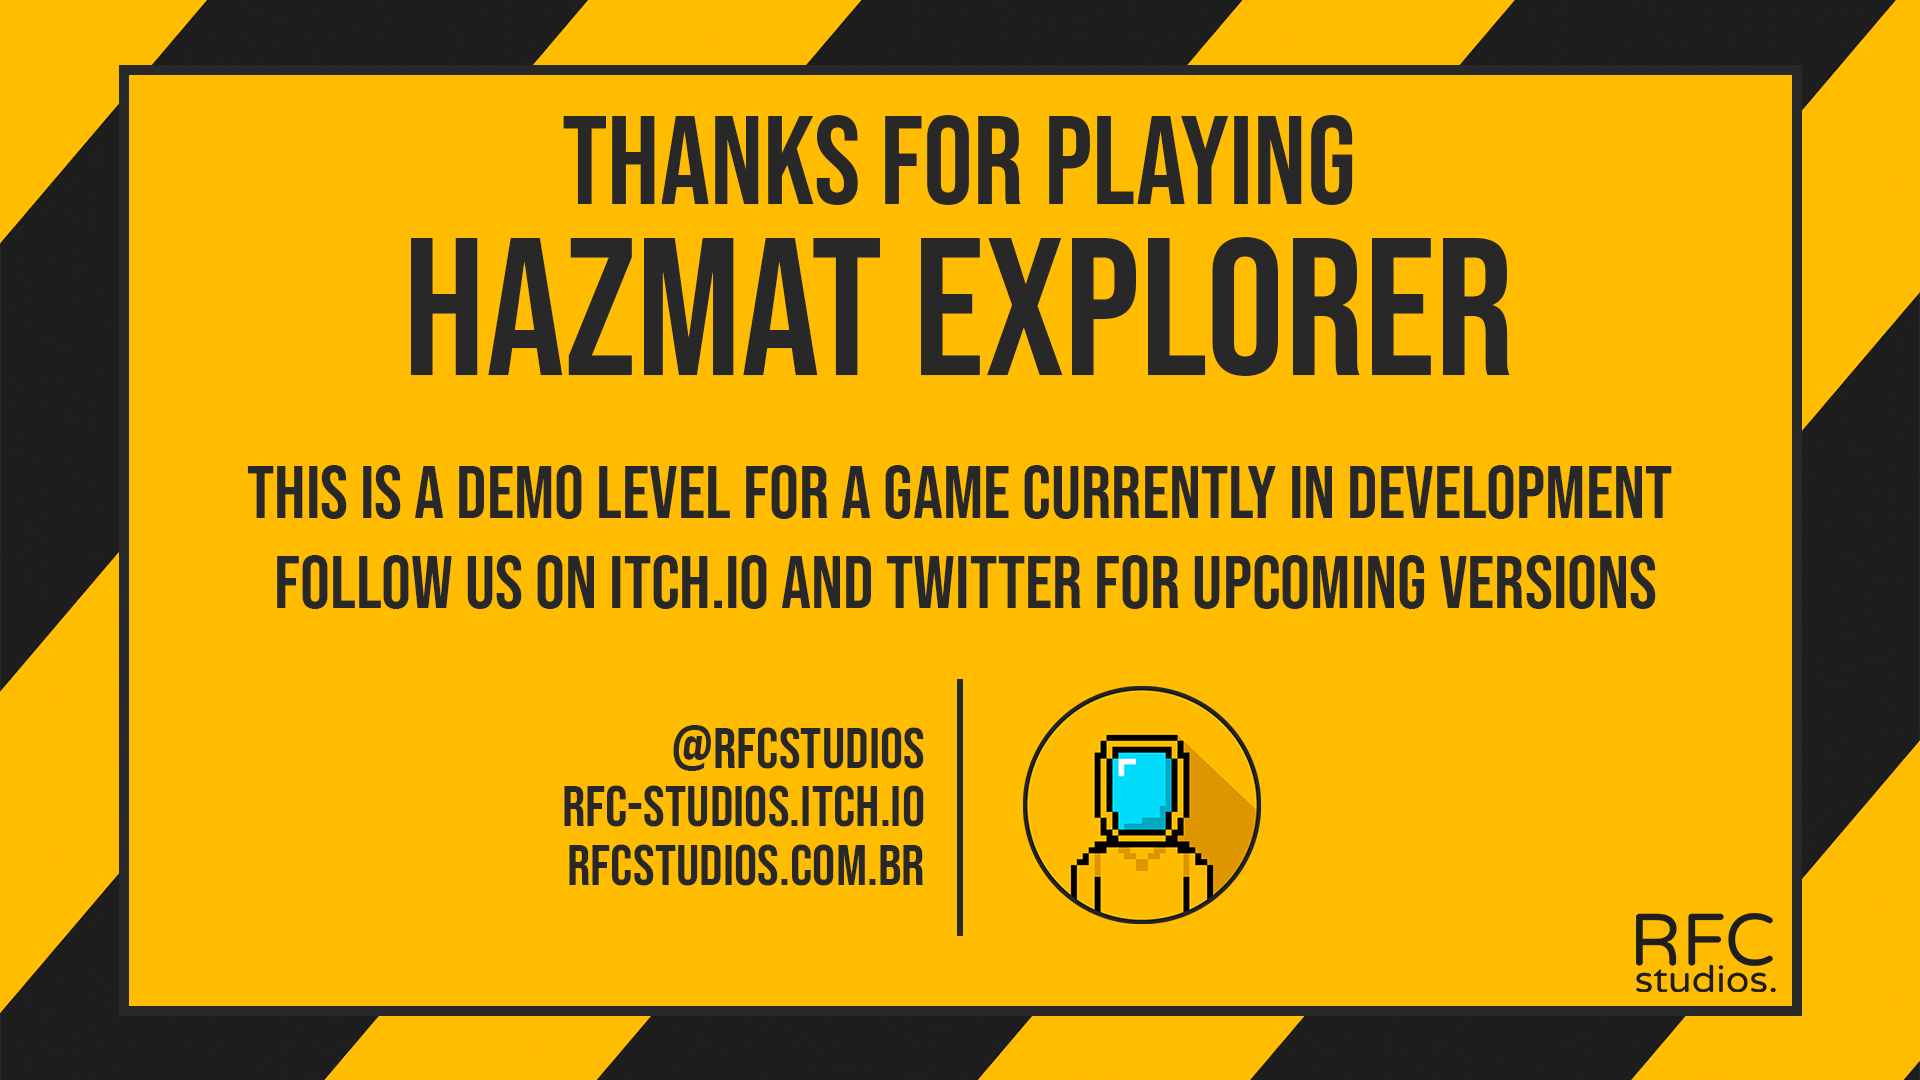 THANKS FOR PLAYING
HAZMAT EXPLORER
THIS IS A DEMO LEVEL FOR A GAME CURRENTLY IN DEVELOPMENT
FOLLOW US ON ITCH.IO AND TWITTER FOR UPCOMING VERSIONS
@RFCSTUDIOS
RFC-STUDIOS.ITCH.IO
RFCSTUDIOS.COM.BR
RFC
studios.